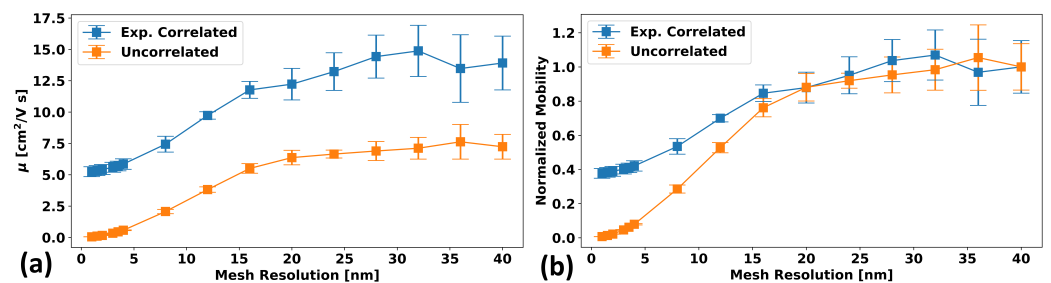 17.5
15.0
12.5
10.0
7.5
5.0
2.5
0.0
μ [cm²/V s]
Exp. Correlated
Uncorrelated
0 5 10 15 20 25 30 35 40
Mesh Resolution [nm]
(a)
1.2
1.0
0.8
0.6
0.4
0.2
0.0
Normalized Mobility
Exp. Correlated
Uncorrelated
0 5 10 15 20 25 30 35 40
Mesh Resolution [nm]
(b)